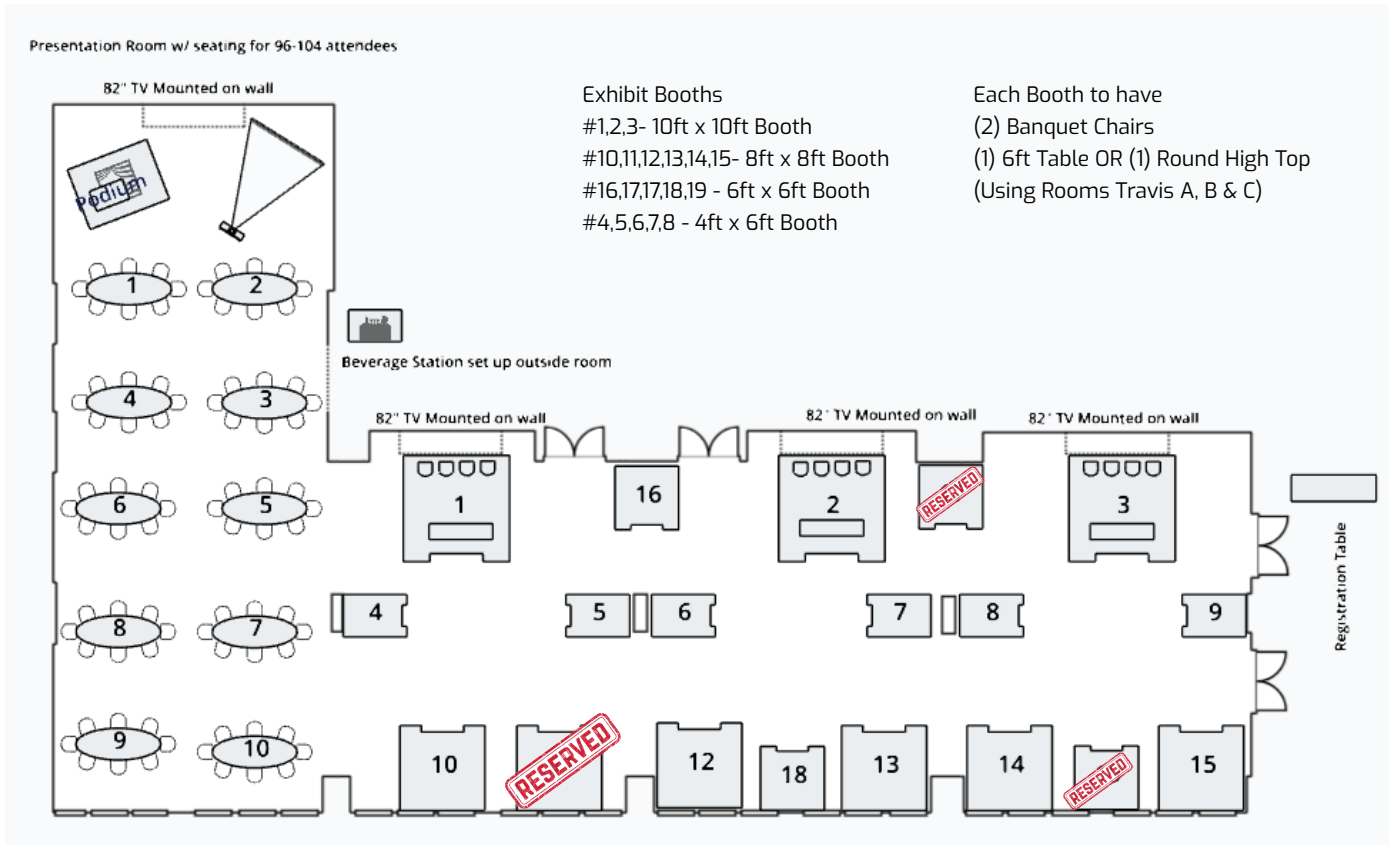 Presentation Room w/ seating for 96-104 attendees
82" TV Mounted on wall
Exhibit Booths
#1,2,3- 10ft x 10ft Booth
#10,11,12,13,14,15- 8ft x 8ft Booth
#16,17,17,18,19 - 6ft x 6ft Booth
#4,5,6,7,8 - 4ft x 6ft Booth
Each Booth to have
(2) Banquet Chairs
(1) 6ft Table OR (1) Round High Top
(Using Rooms Travis A, B & C)
Podium
1
2
Beverage Station set up outside room
4
3
82" TV Mounted on wall
82" TV Mounted on wall
82" TV Mounted on wall
6
5
1
16
2
RESERVED
3
Registration Table
8
7
4
5
6
7
8
9
9
10
10
RESERVED
12
18
13
14
RESERVED
15